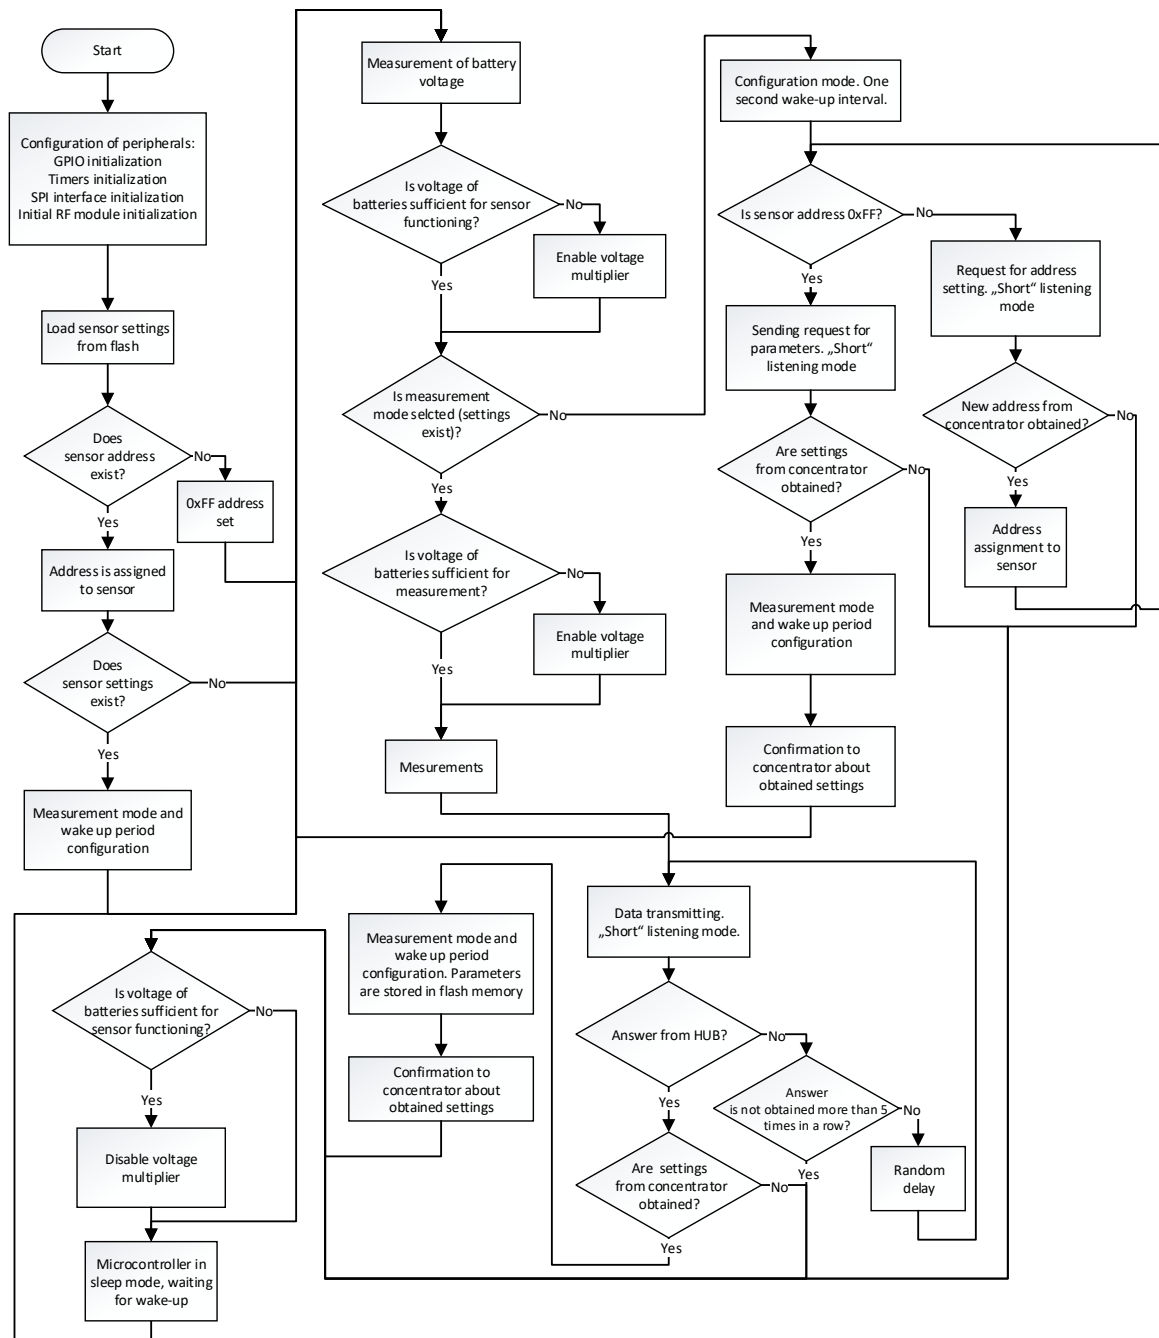 Start
Configuration of peripherals:
GPIO initialization
Timers initialization
SPI interface initialization
Initial RF module initialization
Load sensor settings
from flash
Does
sensor address
exist?
No
0xFF address
set
Yes
Address is assigned
to sensor
Does
sensor settings
exist?
No
Yes
Measurement mode and
wake up period
configuration
Measurement of battery
voltage
Is voltage of
batteries sufficient for sensor
functioning?
No
Enable voltage
multiplier
Yes
Is measurement
mode selcted (settings
exist)?
No
Yes
Is voltage of
batteries sufficient for
measurement?
No
Enable voltage
multiplier
Yes
Mesurements
Configuration mode. One
second wake-up interval.
Is sensor address 0xFF?
No
Yes
Request for address
setting. „Short“ listening
mode
Sending request for
parameters. „Short“
listening mode
New address from
concentrator obtained?
No
Yes
Address
assignment to
sensor
Are settings
from concentrator
obtained?
No
Yes
Measurement mode
and wake up period
configuration
Confirmation to
concentrator about
obtained settings
Data transmitting.
„Short“ listening mode.
Answer from HUB?
No
Yes
Answer
is not obtained more than 5
times in a row?
No
Yes
Random
delay
Are settings
from concentrator
obtained?
No
Yes
Measurement mode and
wake up period
configuration. Parameters
are stored in flash memory
Confirmation to
concentrator about
obtained settings
Is voltage of
batteries sufficient for
sensor functioning?
No
Yes
Disable voltage
multiplier
Microcontroller in
sleep mode, waiting
for wake-up